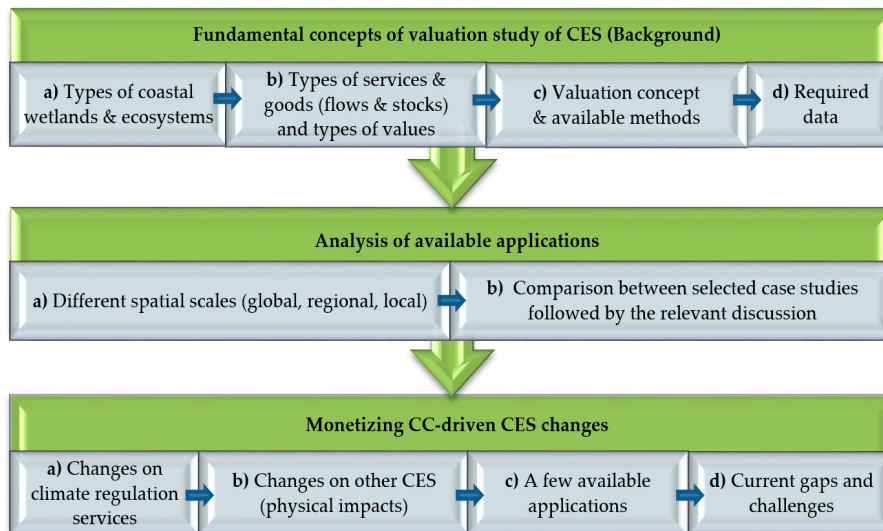 Fundamental concepts of valuation study of CES (Background)
a) Types of coastal
wetlands & ecosystems
b) Types of services &
goods (flows & stocks)
and types of values
c) Valuation concept
& available methods
d) Required
data
Analysis of available applications
a) Different spatial scales (global, regional, local)
b) Comparison between selected case studies
followed by the relevant discussion
Monetizing CC-driven CES changes
a) Changes on
climate regulation
services
b) Changes on other CES
(physical impacts)
c) A few available
applications
d) Current gaps and
challenges